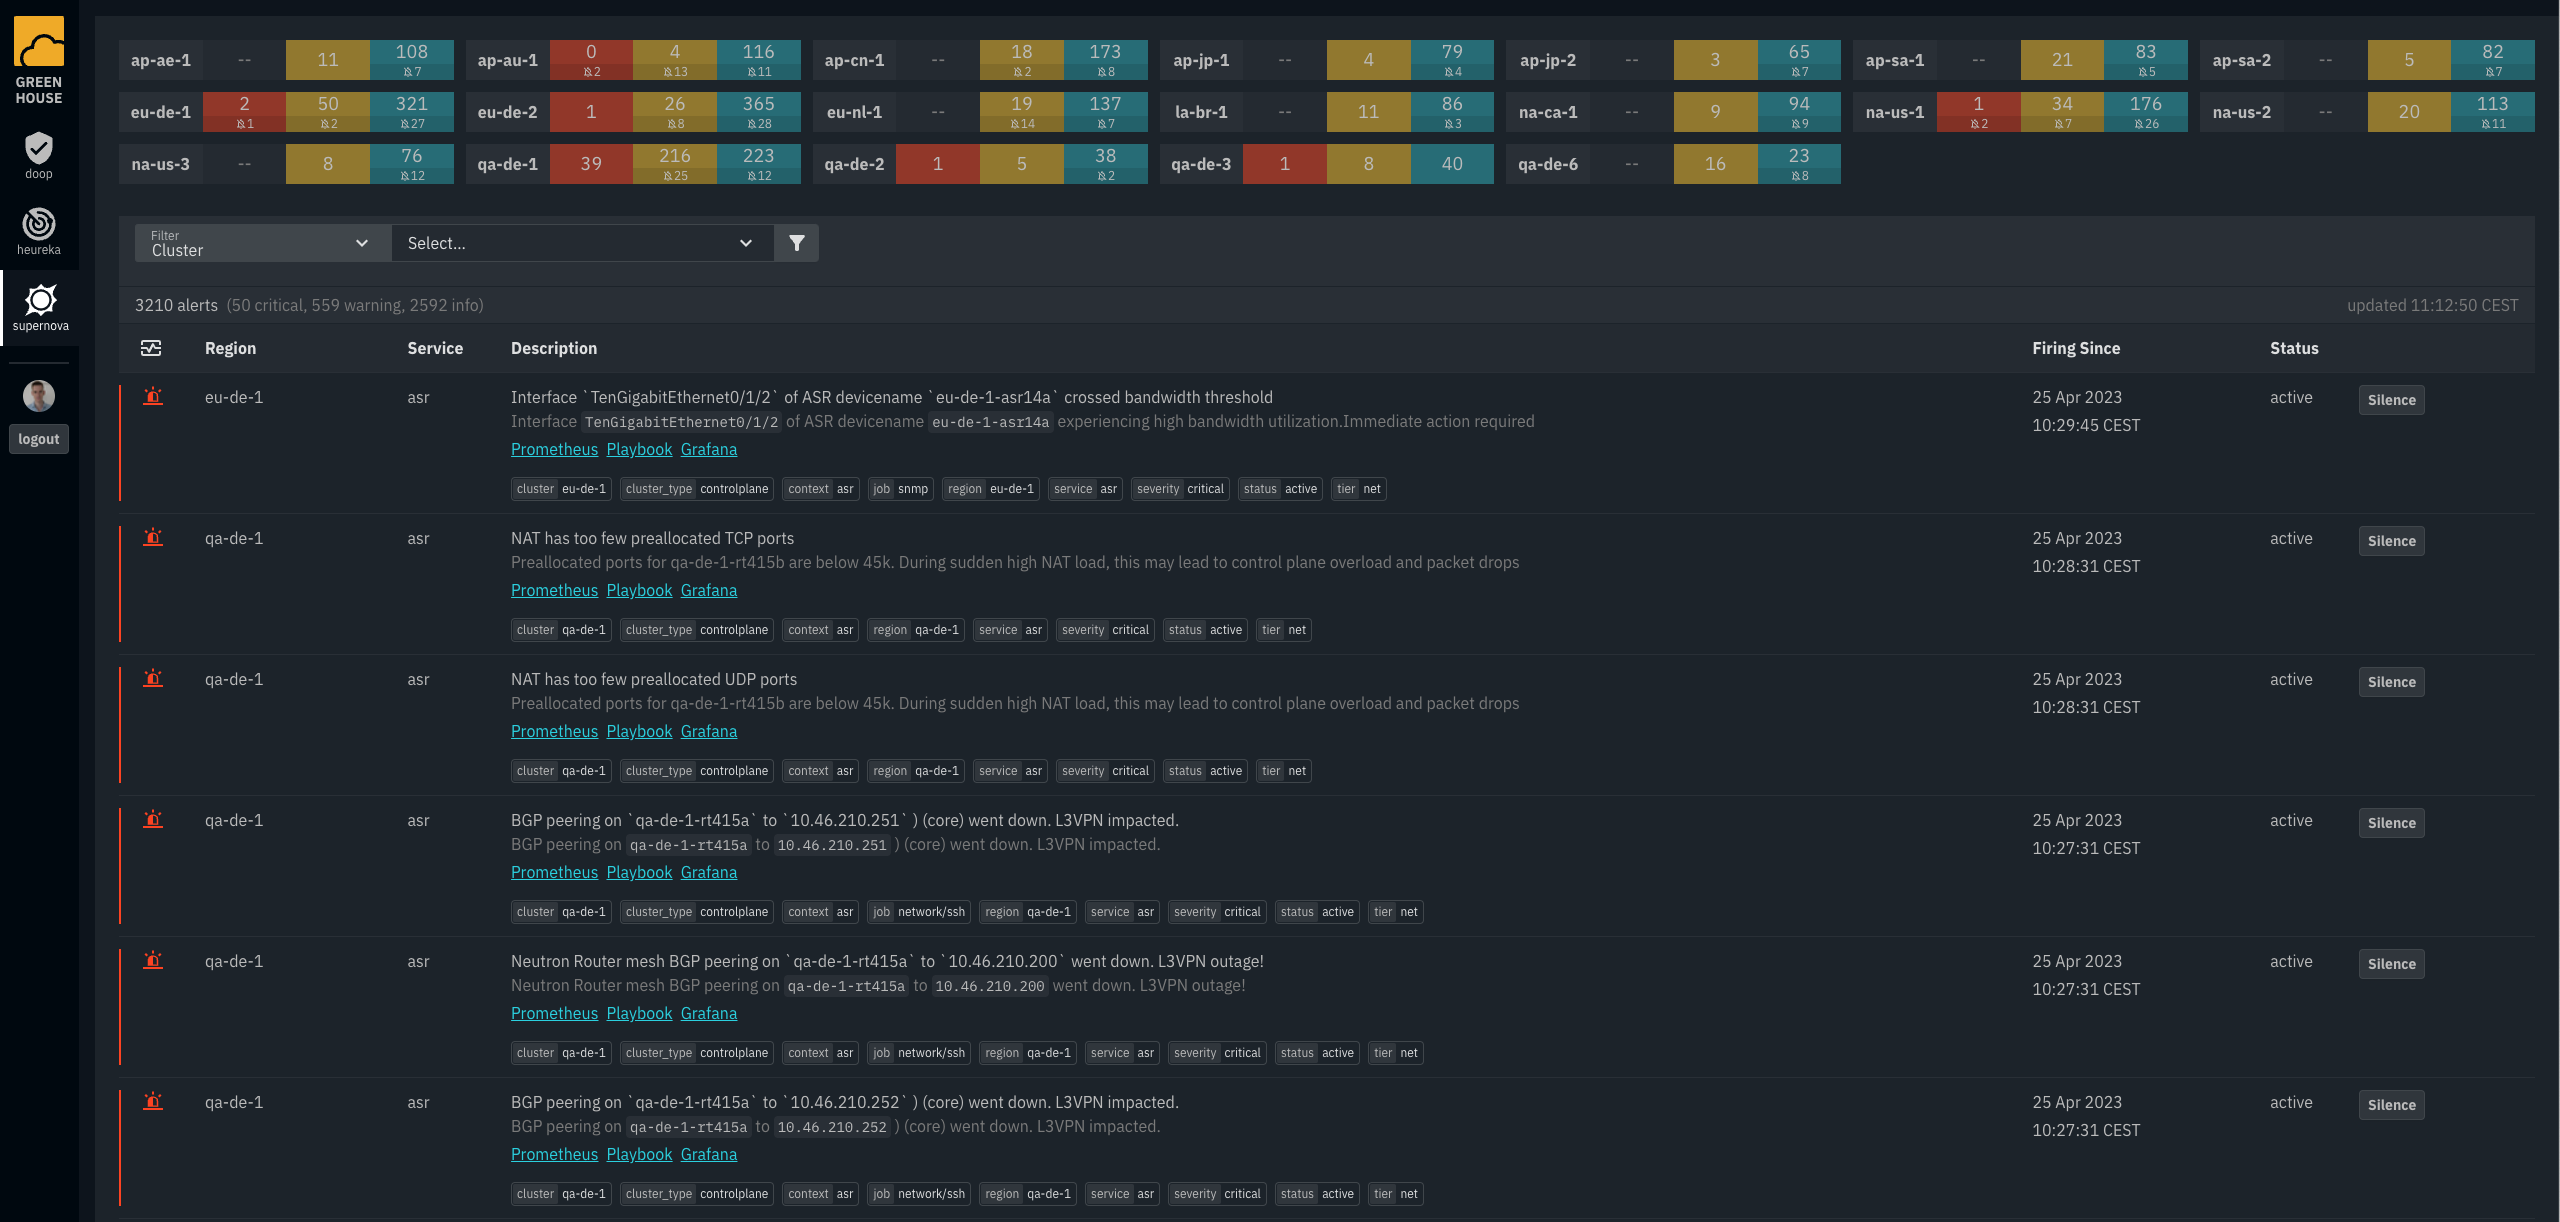 GREEN
HOUSE
doop
heureka
supernova
logout
ap-ae-1 -- 11 108 7
ap-au-1 0 2 4 13 116 11
ap-cn-1 -- 18 2 173 8
ap-jp-1 -- 4 79 4
ap-jp-2 -- 3 65 7
ap-sa-1 -- 21 83 5
ap-sa-2 -- 5 82 7
eu-de-1 2 1 50 2 321 27
eu-de-2 1 26 8 365 28
eu-nl-1 -- 19 14 137 7
la-br-1 -- 11 86 3
na-ca-1 -- 9 94 9
na-us-1 1 2 34 7 176 26
na-us-2 -- 20 113 11
na-us-3 -- 8 76 12
qa-de-1 39 216 25 223 12
qa-de-2 1 5 38 2
qa-de-3 1 8 40
qa-de-6 -- 16 23 8
Filter
Cluster
Select...
3210 alerts (50 critical, 559 warning, 2592 info) updated 11:12:50 CEST
Region Service Description Firing Since Status
eu-de-1 asr Interface `TenGigabitEthernet0/1/2` of ASR devicename `eu-de-1-asr14a` crossed bandwidth threshold 25 Apr 2023 active Silence
Interface TenGigabitEthernet0/1/2 of ASR devicename eu-de-1-asr14a experiencing high bandwidth utilization.Immediate action required 10:29:45 CEST
Prometheus Playbook Grafana
cluster eu-de-1 cluster_type controlplane context asr job snmp region eu-de-1 service asr severity critical status active tier net
qa-de-1 asr NAT has too few preallocated TCP ports 25 Apr 2023 active Silence
Preallocated ports for qa-de-1-rt415b are below 45k. During sudden high NAT load, this may lead to control plane overload and packet drops 10:28:31 CEST
Prometheus Playbook Grafana
cluster qa-de-1 cluster_type controlplane context asr region qa-de-1 service asr severity critical status active tier net
qa-de-1 asr NAT has too few preallocated UDP ports 25 Apr 2023 active Silence
Preallocated ports for qa-de-1-rt415b are below 45k. During sudden high NAT load, this may lead to control plane overload and packet drops 10:28:31 CEST
Prometheus Playbook Grafana
cluster qa-de-1 cluster_type controlplane context asr region qa-de-1 service asr severity critical status active tier net
qa-de-1 asr BGP peering on `qa-de-1-rt415a` to `10.46.210.251` ) (core) went down. L3VPN impacted. 25 Apr 2023 active Silence
BGP peering on qa-de-1-rt415a to 10.46.210.251 ) (core) went down. L3VPN impacted. 10:27:31 CEST
Prometheus Playbook Grafana
cluster qa-de-1 cluster_type controlplane context asr job network/ssh region qa-de-1 service asr severity critical status active tier net
qa-de-1 asr Neutron Router mesh BGP peering on `qa-de-1-rt415a` to `10.46.210.200` went down. L3VPN outage! 25 Apr 2023 active Silence
Neutron Router mesh BGP peering on qa-de-1-rt415a to 10.46.210.200 went down. L3VPN outage! 10:27:31 CEST
Prometheus Playbook Grafana
cluster qa-de-1 cluster_type controlplane context asr job network/ssh region qa-de-1 service asr severity critical status active tier net
qa-de-1 asr BGP peering on `qa-de-1-rt415a` to `10.46.210.252` ) (core) went down. L3VPN impacted. 25 Apr 2023 active Silence
BGP peering on qa-de-1-rt415a to 10.46.210.252 ) (core) went down. L3VPN impacted. 10:27:31 CEST
Prometheus Playbook Grafana
cluster qa-de-1 cluster_type controlplane context asr job network/ssh region qa-de-1 service asr severity critical status active tier net